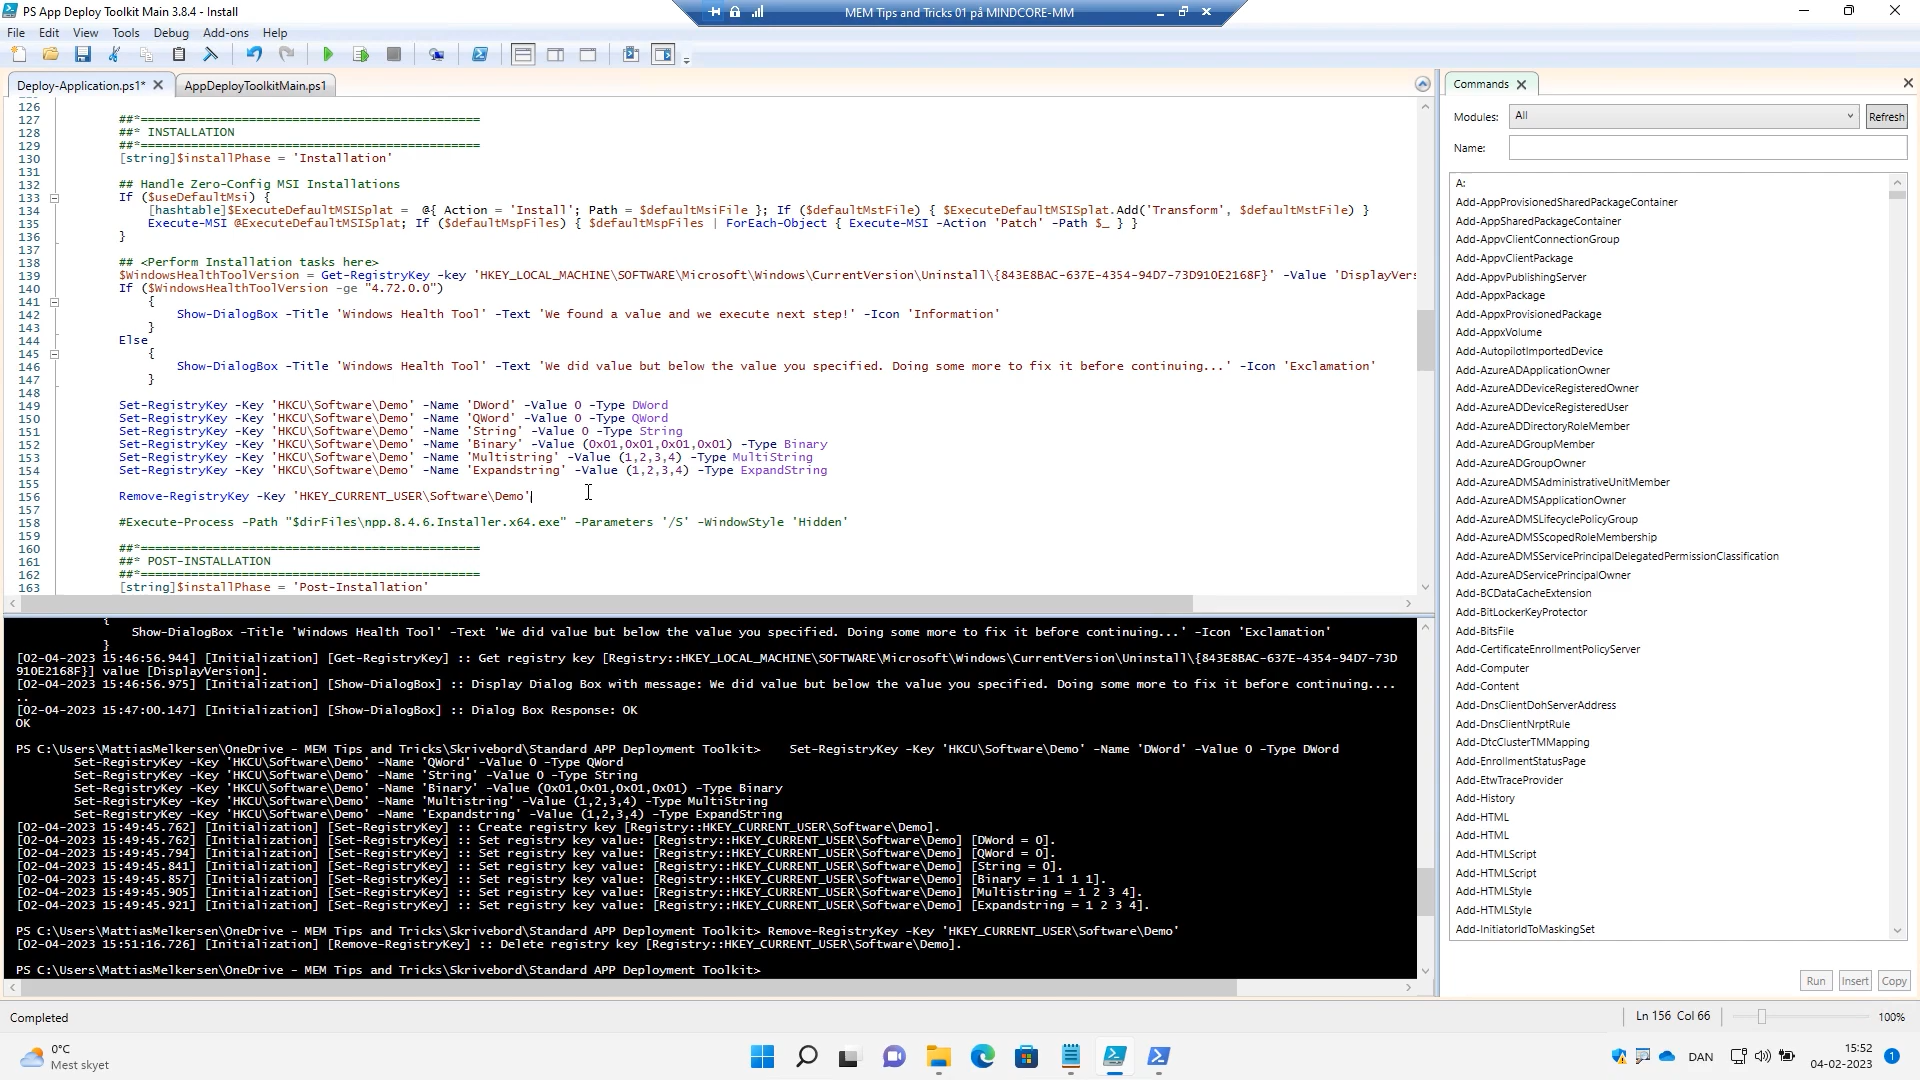 PS App Deploy Toolkit Main 3.8.4 - Install
MEM Tips and Tricks 01 på MINDCORE-MM
File Edit View Tools Debug Add-ons Help
Deploy-Application.ps1* AppDeployToolkitMain.ps1
126
127 ##*===============================================
128 ##* INSTALLATION
129 ##*===============================================
130 [string]$installPhase = 'Installation'
131
132 ## Handle Zero-Config MSI Installations
133 If ($useDefaultMsi) {
134 [hashtable]$ExecuteDefaultMSISplat =  @{ Action = 'Install'; Path = $defaultMsiFile }; If ($defaultMstFile) { $ExecuteDefaultMSISplat.Add('Transform', $defaultMstFile) }
135 Execute-MSI @ExecuteDefaultMSISplat; If ($defaultMspFiles) { $defaultMspFiles | ForEach-Object { Execute-MSI -Action 'Patch' -Path $_ } }
136 }
137
138 ## <Perform Installation tasks here>
139 $WindowsHealthToolVersion = Get-RegistryKey -key 'HKEY_LOCAL_MACHINE\SOFTWARE\Microsoft\Windows\CurrentVersion\Uninstall\{843E8BAC-637E-4354-94D7-73D910E2168F}' -Value 'DisplayVers
140 If ($WindowsHealthToolVersion -ge "4.72.0.0")
141 {
142 Show-DialogBox -Title 'Windows Health Tool' -Text 'We found a value and we execute next step!' -Icon 'Information'
143 }
144 Else
145 {
146 Show-DialogBox -Title 'Windows Health Tool' -Text 'We did value but below the value you specified. Doing some more to fix it before continuing...' -Icon 'Exclamation'
147 }
148
149 Set-RegistryKey -Key 'HKCU\Software\Demo' -Name 'DWord' -Value 0 -Type DWord
150 Set-RegistryKey -Key 'HKCU\Software\Demo' -Name 'QWord' -Value 0 -Type QWord
151 Set-RegistryKey -Key 'HKCU\Software\Demo' -Name 'String' -Value 0 -Type String
152 Set-RegistryKey -Key 'HKCU\Software\Demo' -Name 'Binary' -Value (0x01,0x01,0x01,0x01) -Type Binary
153 Set-RegistryKey -Key 'HKCU\Software\Demo' -Name 'Multistring' -Value (1,2,3,4) -Type MultiString
154 Set-RegistryKey -Key 'HKCU\Software\Demo' -Name 'Expandstring' -Value (1,2,3,4) -Type ExpandString
155
156 Remove-RegistryKey -Key 'HKEY_CURRENT_USER\Software\Demo'
157
158 #Execute-Process -Path "$dirFiles\npp.8.4.6.Installer.x64.exe" -Parameters '/S' -WindowStyle 'Hidden'
159
160 ##*===============================================
161 ##* POST-INSTALLATION
162 ##*===============================================
163 [string]$installPhase = 'Post-Installation'
{
Show-DialogBox -Title 'Windows Health Tool' -Text 'We did value but below the value you specified. Doing some more to fix it before continuing...' -Icon 'Exclamation'
}
[02-04-2023 15:46:56.944] [Initialization] [Get-RegistryKey] :: Get registry key [Registry::HKEY_LOCAL_MACHINE\SOFTWARE\Microsoft\Windows\CurrentVersion\Uninstall\{843E8BAC-637E-4354-94D7-73D
910E2168F}] value [DisplayVersion].
[02-04-2023 15:46:56.975] [Initialization] [Show-DialogBox] :: Display Dialog Box with message: We did value but below the value you specified. Doing some more to fix it before continuing....
..
[02-04-2023 15:47:00.147] [Initialization] [Show-DialogBox] :: Dialog Box Response: OK
OK
PS C:\Users\MattiasMelkersen\OneDrive - MEM Tips and Tricks\Skrivebord\Standard APP Deployment Toolkit>    Set-RegistryKey -Key 'HKCU\Software\Demo' -Name 'DWord' -Value 0 -Type DWord
Set-RegistryKey -Key 'HKCU\Software\Demo' -Name 'QWord' -Value 0 -Type QWord
Set-RegistryKey -Key 'HKCU\Software\Demo' -Name 'String' -Value 0 -Type String
Set-RegistryKey -Key 'HKCU\Software\Demo' -Name 'Binary' -Value (0x01,0x01,0x01,0x01) -Type Binary
Set-RegistryKey -Key 'HKCU\Software\Demo' -Name 'Multistring' -Value (1,2,3,4) -Type MultiString
Set-RegistryKey -Key 'HKCU\Software\Demo' -Name 'Expandstring' -Value (1,2,3,4) -Type ExpandString
[02-04-2023 15:49:45.762] [Initialization] [Set-RegistryKey] :: Create registry key [Registry::HKEY_CURRENT_USER\Software\Demo].
[02-04-2023 15:49:45.762] [Initialization] [Set-RegistryKey] :: Set registry key value: [Registry::HKEY_CURRENT_USER\Software\Demo] [DWord = 0].
[02-04-2023 15:49:45.794] [Initialization] [Set-RegistryKey] :: Set registry key value: [Registry::HKEY_CURRENT_USER\Software\Demo] [QWord = 0].
[02-04-2023 15:49:45.841] [Initialization] [Set-RegistryKey] :: Set registry key value: [Registry::HKEY_CURRENT_USER\Software\Demo] [String = 0].
[02-04-2023 15:49:45.857] [Initialization] [Set-RegistryKey] :: Set registry key value: [Registry::HKEY_CURRENT_USER\Software\Demo] [Binary = 1 1 1 1].
[02-04-2023 15:49:45.905] [Initialization] [Set-RegistryKey] :: Set registry key value: [Registry::HKEY_CURRENT_USER\Software\Demo] [Multistring = 1 2 3 4].
[02-04-2023 15:49:45.921] [Initialization] [Set-RegistryKey] :: Set registry key value: [Registry::HKEY_CURRENT_USER\Software\Demo] [Expandstring = 1 2 3 4].
PS C:\Users\MattiasMelkersen\OneDrive - MEM Tips and Tricks\Skrivebord\Standard APP Deployment Toolkit> Remove-RegistryKey -Key 'HKEY_CURRENT_USER\Software\Demo'
[02-04-2023 15:51:16.726] [Initialization] [Remove-RegistryKey] :: Delete registry key [Registry::HKEY_CURRENT_USER\Software\Demo].
PS C:\Users\MattiasMelkersen\OneDrive - MEM Tips and Tricks\Skrivebord\Standard APP Deployment Toolkit>
Commands
Modules: All Refresh
Name:
A:
Add-AppProvisionedSharedPackageContainer
Add-AppSharedPackageContainer
Add-AppvClientConnectionGroup
Add-AppvClientPackage
Add-AppvPublishingServer
Add-AppxPackage
Add-AppxProvisionedPackage
Add-AppxVolume
Add-AutopilotImportedDevice
Add-AzureADApplicationOwner
Add-AzureADDeviceRegisteredOwner
Add-AzureADDeviceRegisteredUser
Add-AzureADDirectoryRoleMember
Add-AzureADGroupMember
Add-AzureADGroupOwner
Add-AzureADMSAdministrativeUnitMember
Add-AzureADMSApplicationOwner
Add-AzureADMSLifecyclePolicyGroup
Add-AzureADMSScopedRoleMembership
Add-AzureADMSServicePrincipalDelegatedPermissionClassification
Add-AzureADServicePrincipalOwner
Add-BCDataCacheExtension
Add-BitLockerKeyProtector
Add-BitsFile
Add-CertificateEnrollmentPolicyServer
Add-Computer
Add-Content
Add-DnsClientDohServerAddress
Add-DnsClientNrptRule
Add-DtcClusterTMMapping
Add-EnrollmentStatusPage
Add-EtwTraceProvider
Add-History
Add-HTML
Add-HTML
Add-HTMLScript
Add-HTMLScript
Add-HTMLStyle
Add-HTMLStyle
Add-InitiatorIdToMaskingSet
Run Insert Copy
Completed
Ln 156 Col 66
100%
0°C
Mest skyet
DAN
15:52
04-02-2023
1